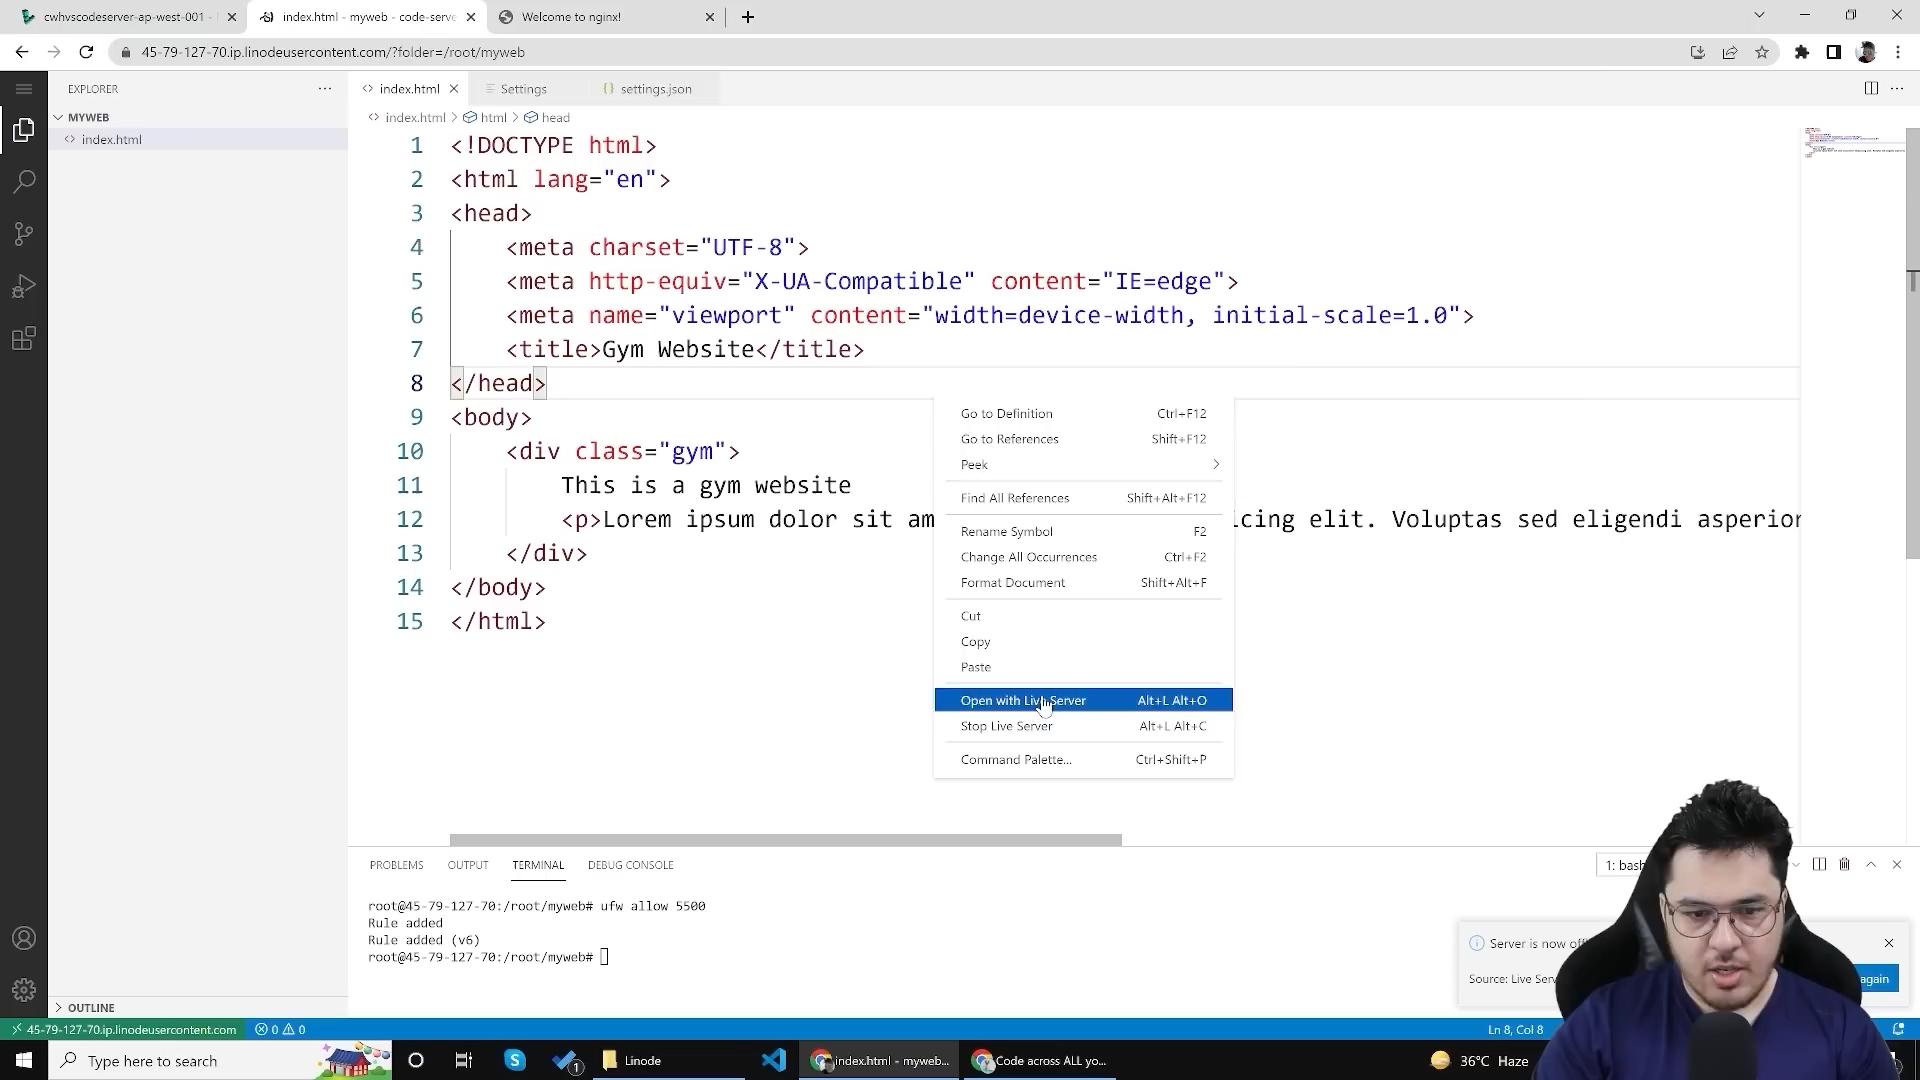 cwhvscodeserver-ap-west-001 -
index.html - myweb - code-serve
Welcome to nginx!
45-79-127-70.ip.linodeusercontent.com/?folder=/root/myweb
EXPLORER
index.html
Settings
settings.json
MYWEB
index.html
index.html > html > head
1 <!DOCTYPE html>
2 <html lang="en">
3 <head>
4 <meta charset="UTF-8">
5 <meta http-equiv="X-UA-Compatible" content="IE=edge">
6 <meta name="viewport" content="width=device-width, initial-scale=1.0">
7 <title>Gym Website</title>
8 </head>
9 <body>
10 <div class="gym">
11 This is a gym website
12 <p>Lorem ipsum dolor sit am
icing elit. Voluptas sed eligendi asperior
13 </div>
14 </body>
15 </html>
Go to Definition Ctrl+F12
Go to References Shift+F12
Peek
Find All References Shift+Alt+F12
Rename Symbol F2
Change All Occurrences Ctrl+F2
Format Document Shift+Alt+F
Cut
Copy
Paste
Open with Live Server Alt+L Alt+O
Stop Live Server Alt+L Alt+C
Command Palette... Ctrl+Shift+P
PROBLEMS
OUTPUT
TERMINAL
DEBUG CONSOLE
1: bash
root@45-79-127-70:/root/myweb# ufw allow 5500
Rule added
Rule added (v6)
root@45-79-127-70:/root/myweb#
Server is now off
Source: Live Serv
again
OUTLINE
45-79-127-70.ip.linodeusercontent.com
0 0
Ln 8, Col 8
Type here to search
1
Linode
index.html - myweb...
Code across ALL yo...
36°C Haze